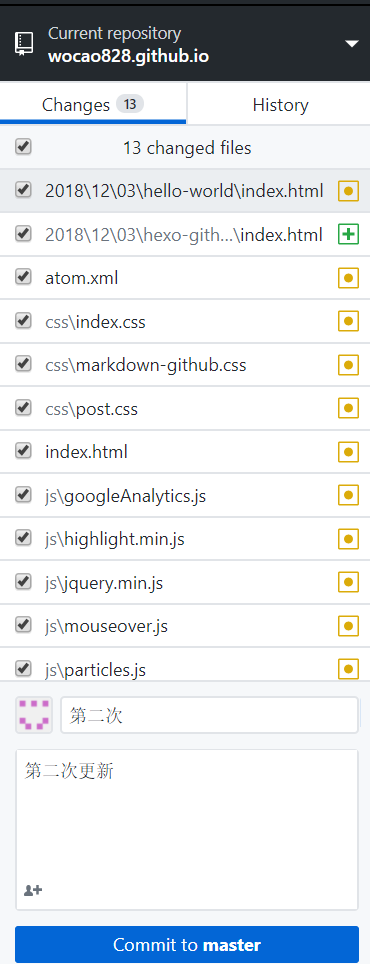 Current repository
wocao828.github.io
Changes 13 History
13 changed files
2018\12\03\hello-world\index.html
2018\12\03\hexo-gith...\index.html
atom.xml
css\index.css
css\markdown-github.css
css\post.css
index.html
js\googleAnalytics.js
js\highlight.min.js
js\jquery.min.js
js\mouseover.js
js\particles.js
第二次
第二次更新
Commit to master